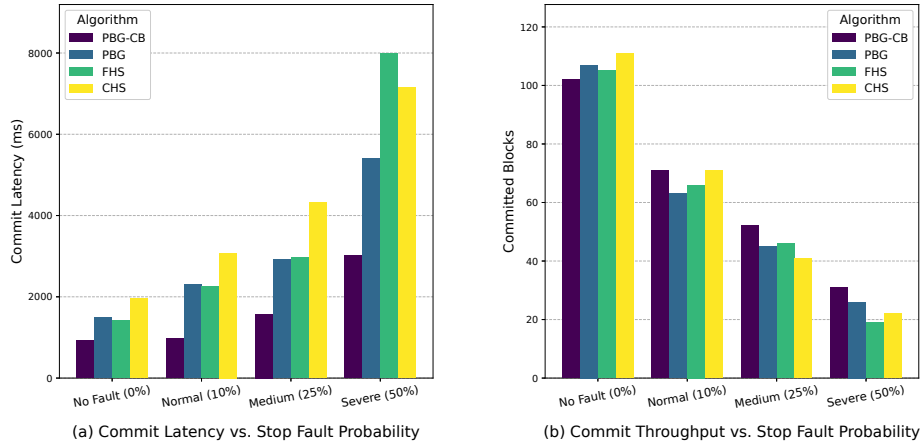 Algorithm
PBG-CB
PBG
FHS
CHS
Commit Latency (ms)
8000
6000
4000
2000
0
No Fault (0%)
Normal (10%)
Medium (25%)
Severe (50%)
(a) Commit Latency vs. Stop Fault Probability
Algorithm
PBG-CB
PBG
FHS
CHS
Committed Blocks
120
100
80
60
40
20
0
No Fault (0%)
Normal (10%)
Medium (25%)
Severe (50%)
(b) Commit Throughput vs. Stop Fault Probability